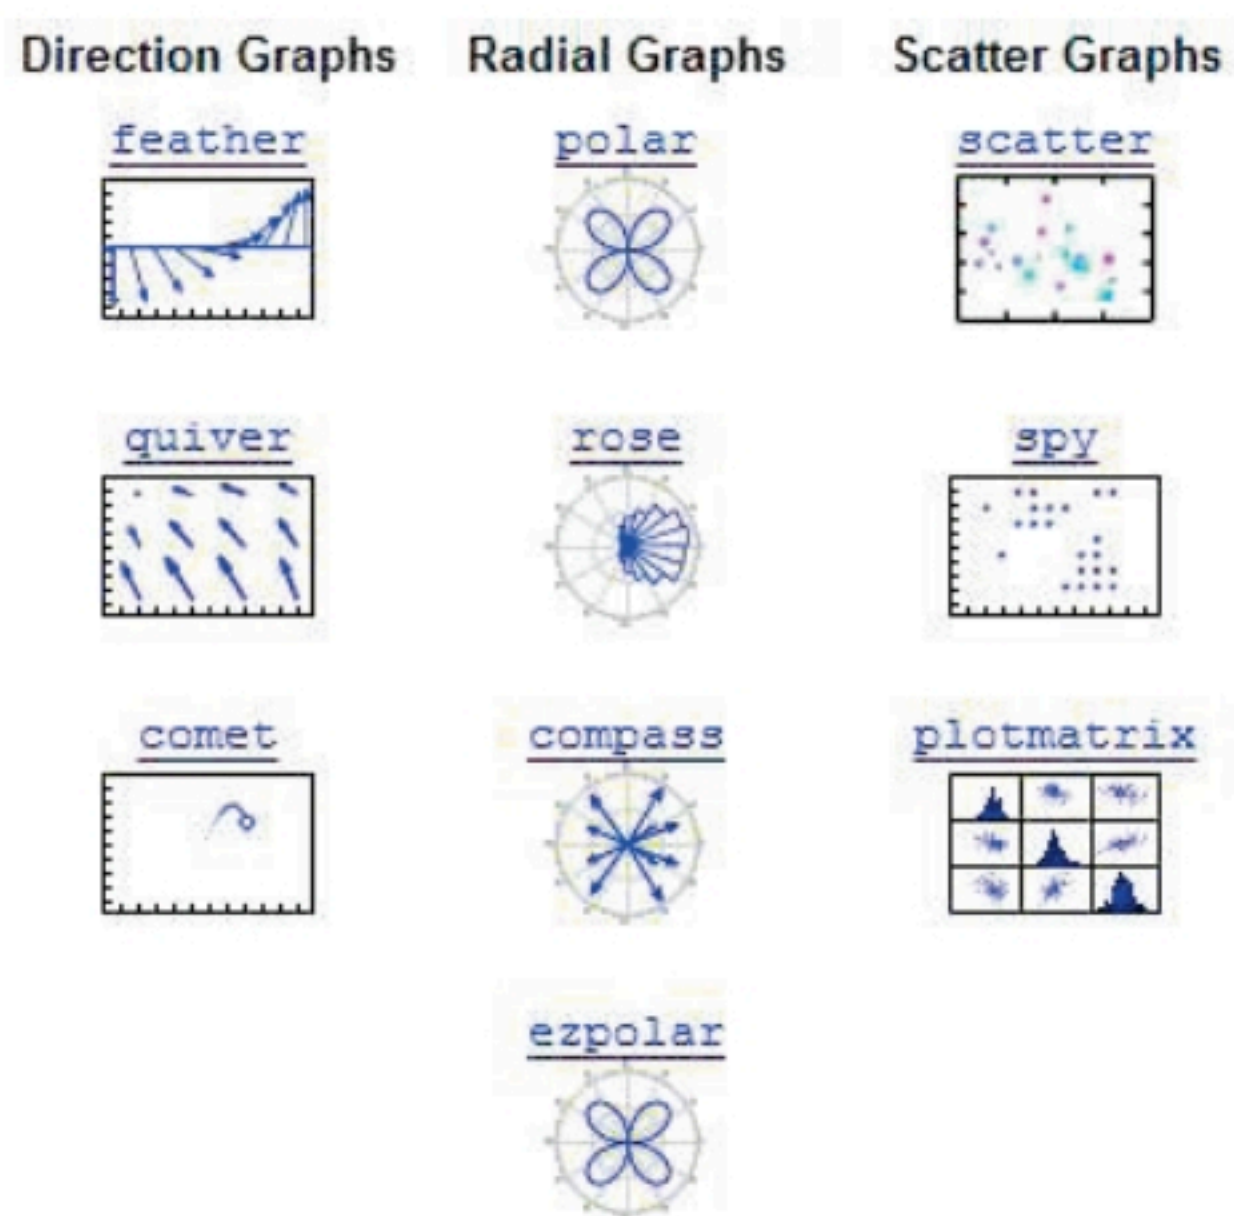 Direction Graphs Radial Graphs Scatter Graphs
feather polar scatter
quiver rose spy
comet compass plotmatrix
ezpolar